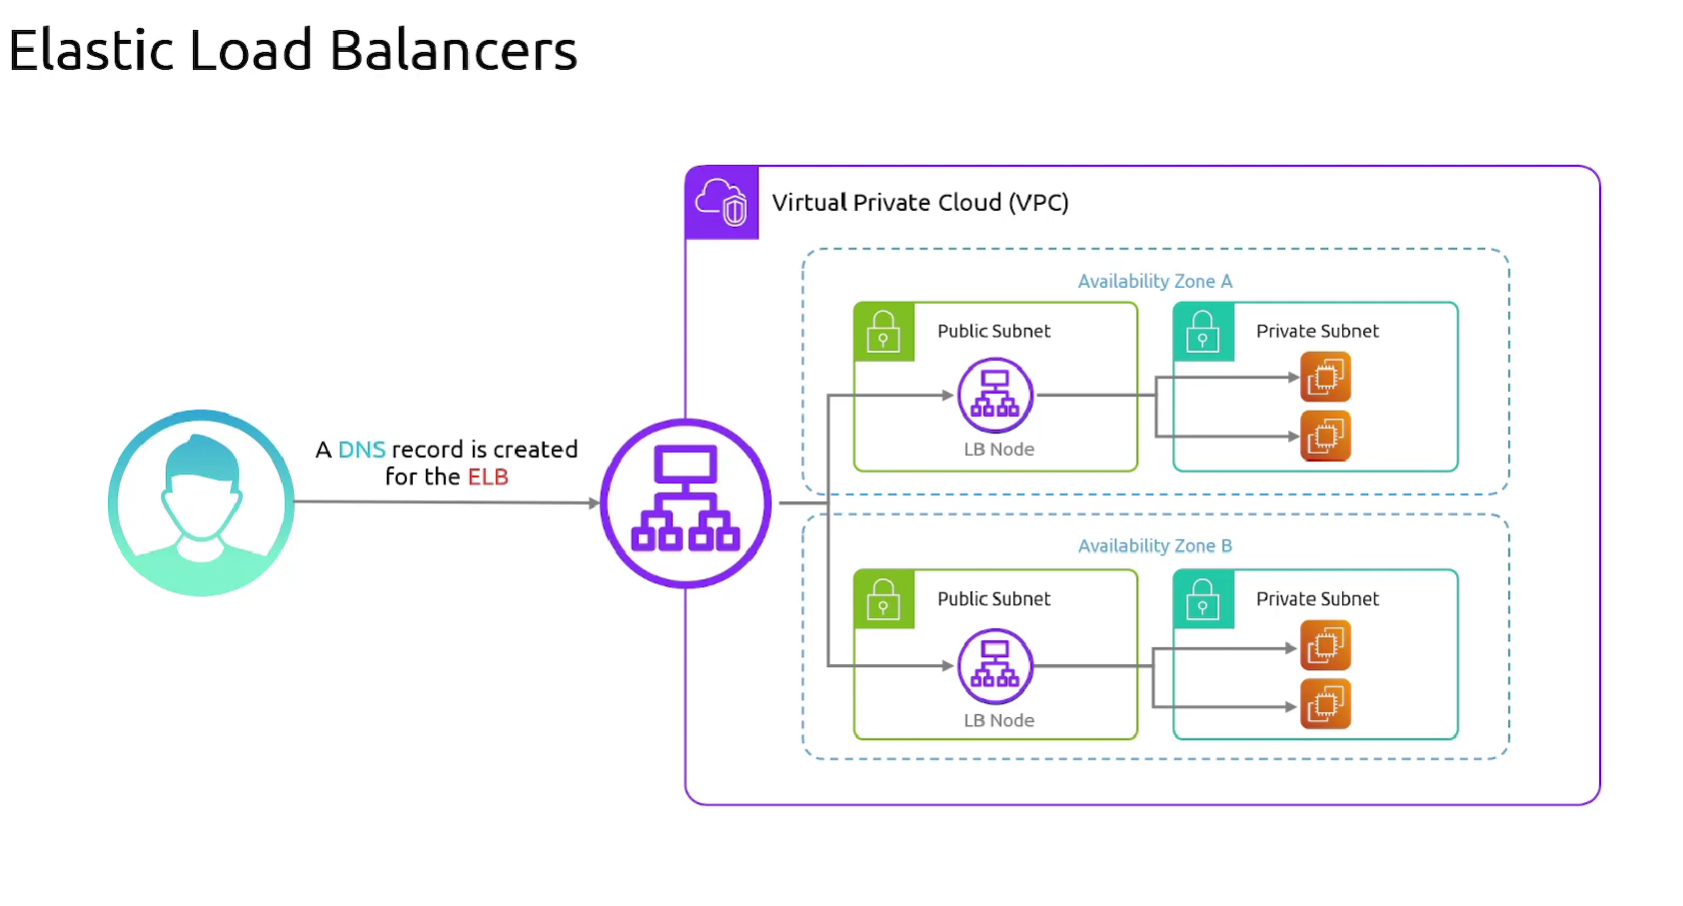 Elastic Load Balancers
Virtual Private Cloud (VPC)
Availability Zone A
Public Subnet
Private Subnet
LB Node
A DNS record is created
for the ELB
Availability Zone B
Public Subnet
Private Subnet
LB Node